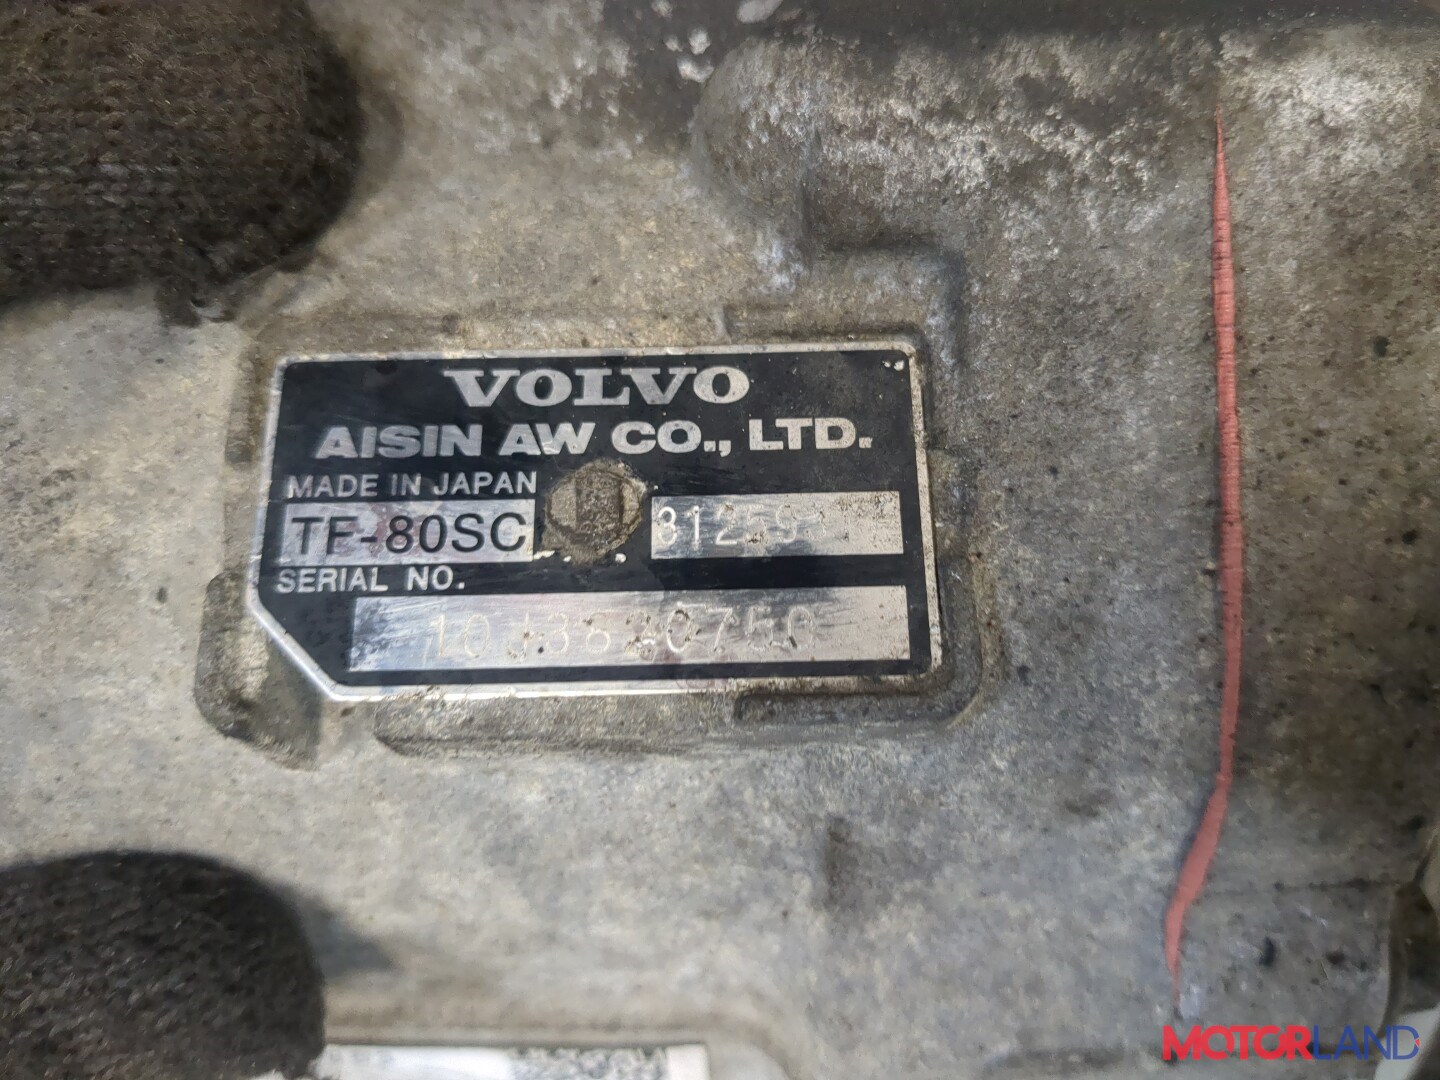 VOLVO
AISIN AW CO., LTD.
MADE IN JAPAN
TF-80SC
SERIAL NO.
MOTORLAND